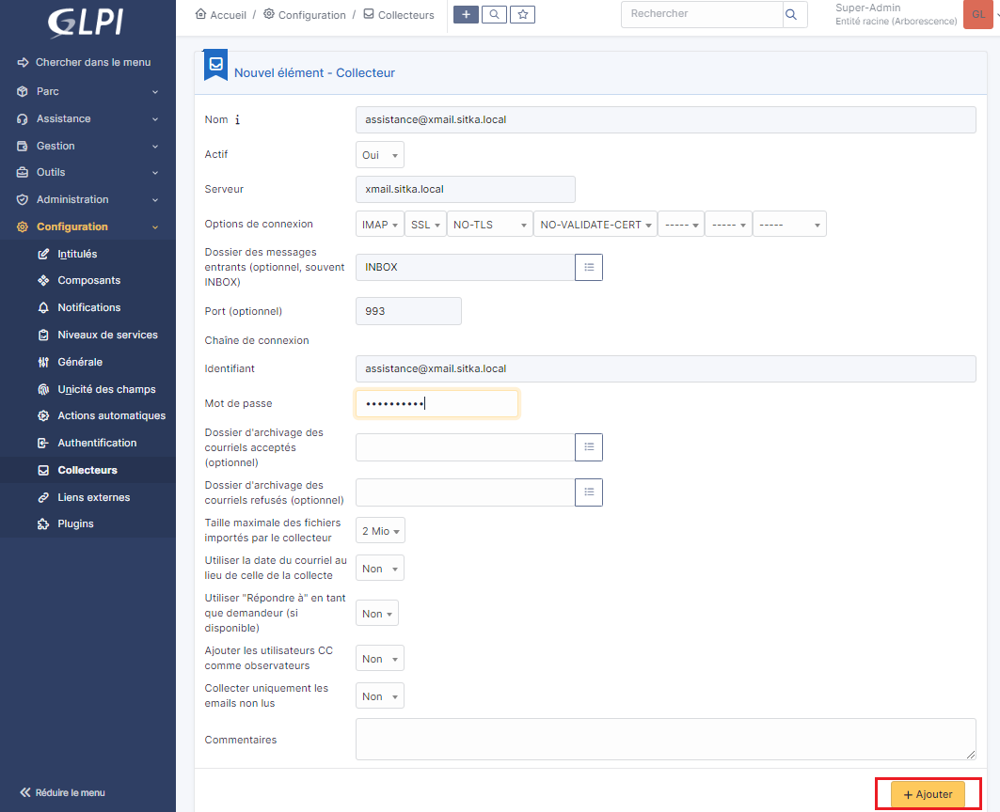 GLPI
Chercher dans le menu
Parc
Assistance
Gestion
Outils
Administration
Configuration
Intitulés
Composants
Notifications
Niveaux de services
Générale
Unicité des champs
Actions automatiques
Authentification
Collecteurs
Liens externes
Plugins
Réduire le menu
Accueil / Configuration / Collecteurs
Rechercher
Super-Admin
Entité racine (Arborescence)
GL
Nouvel élément - Collecteur
Nom i assistance@xmail.sitka.local
Actif Oui
Serveur xmail.sitka.local
Options de connexion IMAP SSL NO-TLS NO-VALIDATE-CERT ----- ----- -----
Dossier des messages
entrants (optionnel, souvent
INBOX)
INBOX
Port (optionnel) 993
Chaîne de connexion
Identifiant assistance@xmail.sitka.local
Mot de passe ••••••••••
Dossier d'archivage des
courriels acceptés
(optionnel)
Dossier d'archivage des
courriels refusés (optionnel)
Taille maximale des fichiers
importés par le collecteur
2 Mio
Utiliser la date du courriel au
lieu de celle de la collecte
Non
Utiliser "Répondre à" en tant
que demandeur (si
disponible)
Non
Ajouter les utilisateurs CC
comme observateurs
Non
Collecter uniquement les
emails non lus
Non
Commentaires
+ Ajouter